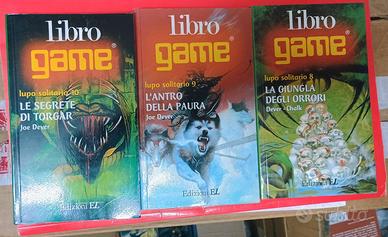 libro
game®
lupo solitario 10
LE SEGRETE
DI TORGAR
Joe Dever
Edizioni EL
libro
game®
lupo solitario 9
L'ANTRO
DELLA PAURA
Joe Dever
Edizioni EL
libro
game®
lupo solitario 8
LA GIUNGLA
DEGLI ORRORI
Dever - Chalk
Edizioni EL
subito